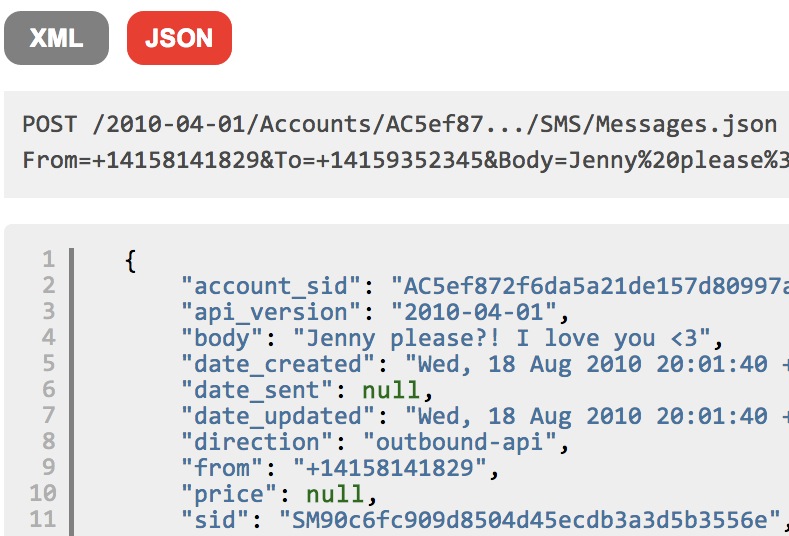 XML JSON
POST /2010-04-01/Accounts/AC5ef87.../SMS/Messages.json
From=+14158141829&To=+14159352345&Body=Jenny%20please%3
1 {
2 "account_sid": "AC5ef872f6da5a21de157d80997a
3 "api_version": "2010-04-01",
4 "body": "Jenny please?! I love you <3",
5 "date_created": "Wed, 18 Aug 2010 20:01:40 +
6 "date_sent": null,
7 "date_updated": "Wed, 18 Aug 2010 20:01:40 +
8 "direction": "outbound-api",
9 "from": "+14158141829",
10 "price": null,
11 "sid": "SM90c6fc909d8504d45ecdb3a3d5b3556e",